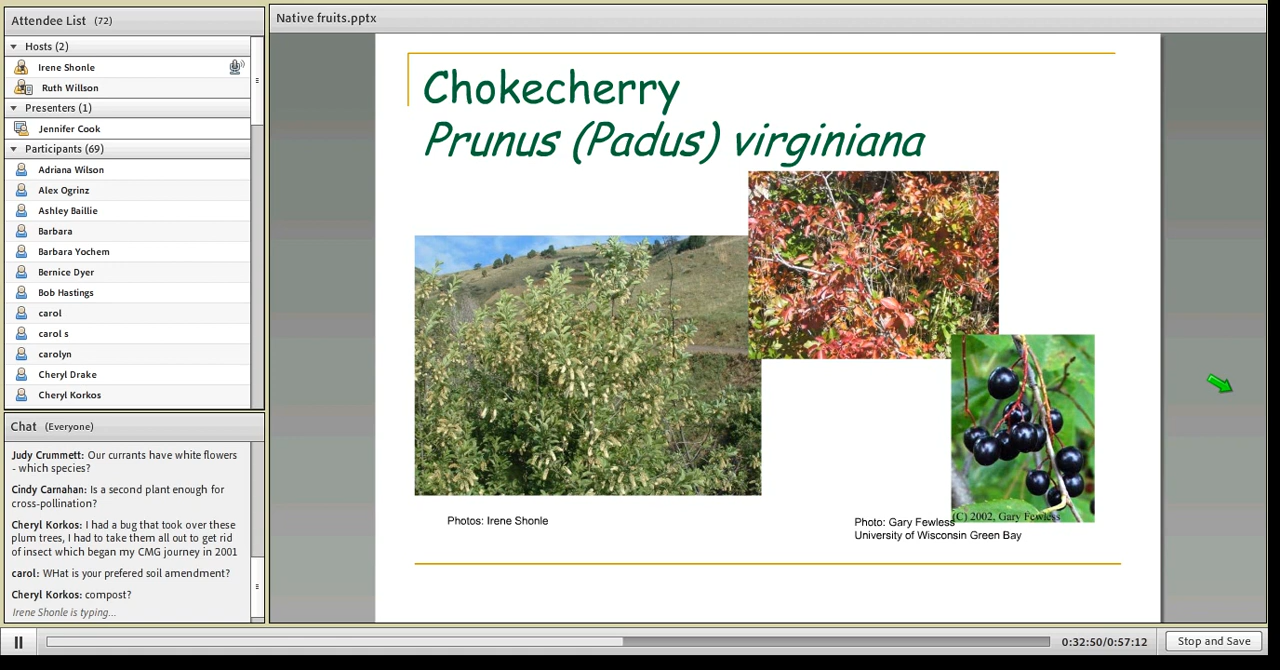 Attendee List (72)
Hosts (2)
Irene Shonle
Ruth Willson
Presenters (1)
Jennifer Cook
Participants (69)
Adriana Wilson
Alex Ogrinz
Ashley Baillie
Barbara
Barbara Yochem
Bernice Dyer
Bob Hastings
carol
carol s
carolyn
Cheryl Drake
Cheryl Korkos
Chat (Everyone)
Judy Crummett: Our currants have white flowers
- which species?
Cindy Carnahan: Is a second plant enough for
cross-pollination?
Cheryl Korkos: I had a bug that took over these
plum trees, I had to take them all out to get rid
of insect which began my CMG journey in 2001
carol: WHat is your prefered soil amendment?
Cheryl Korkos: compost?
Irene Shonle is typing...
Native fruits.pptx
Chokecherry
Prunus (Padus) virginiana
Photos: Irene Shonle
(C) 2002, Gary Fewless
Photo: Gary Fewless
University of Wisconsin Green Bay
0:32:50/0:57:12
Stop and Save